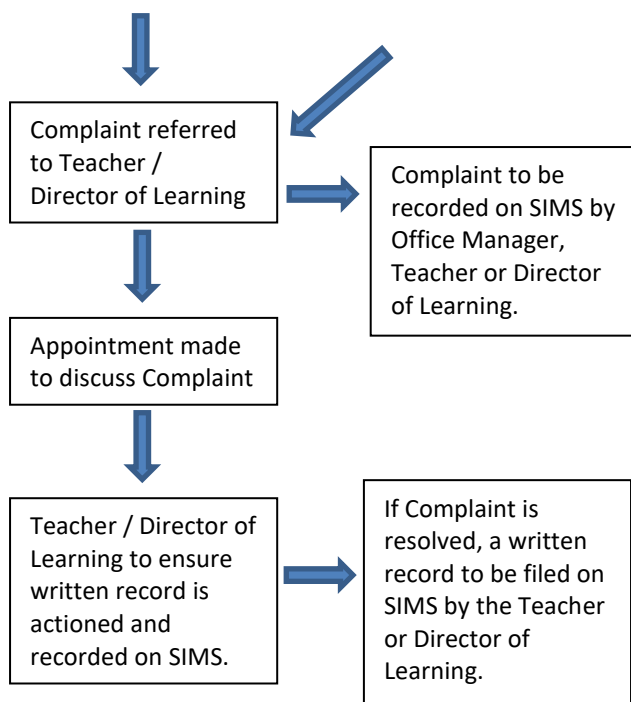 Complaint referred
to Teacher /
Director of Learning
Complaint to be
recorded on SIMS by
Office Manager,
Teacher or Director
of Learning.
Appointment made
to discuss Complaint
Teacher / Director of
Learning to ensure
written record is
actioned and
recorded on SIMS.
If Complaint is
resolved, a written
record to be filed on
SIMS by the Teacher
or Director of
Learning.